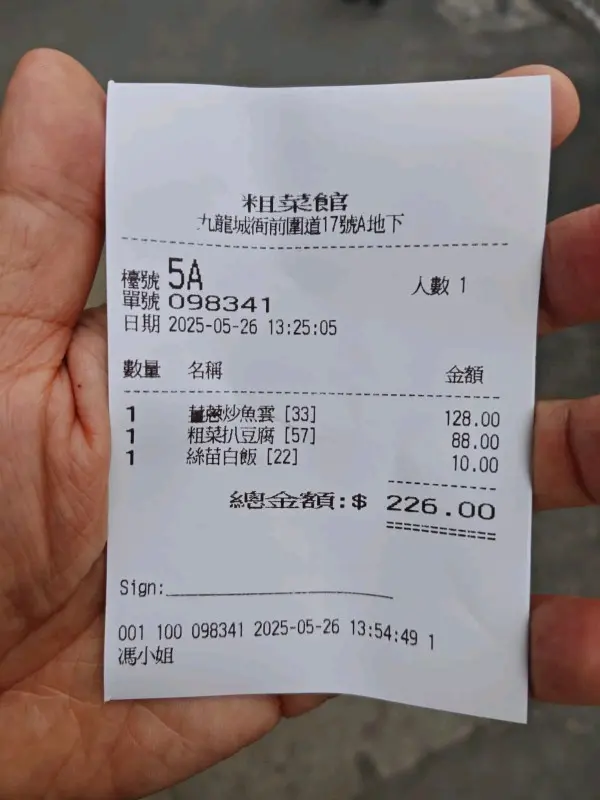 粗菜館
九龍城衙前圍道17號A地下
檯號 5A 人數 1
單號 098341
日期 2025-05-26 13:25:05
數量 名稱 金額
1 薑蔥炒魚雲 [33] 128.00
1 粗菜扒豆腐 [57] 88.00
1 絲苗白飯 [22] 10.00
總金額:$ 226.00
Sign:
001 100 098341 2025-05-26 13:54:49 1
馮小姐